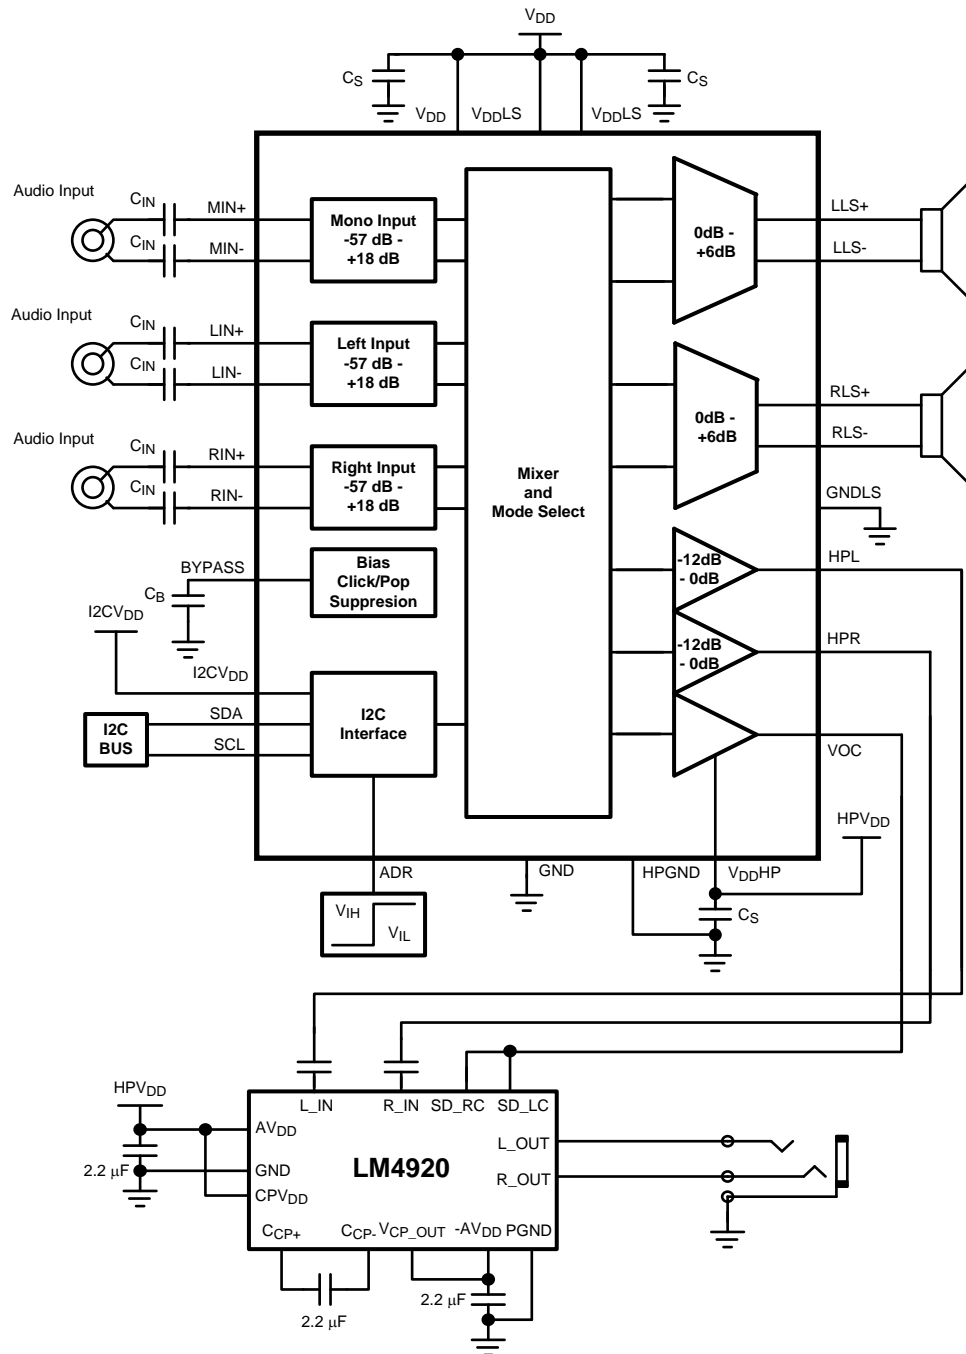 VDD
CS
CS
VDD
VDDLS
VDDLS
Audio Input
CIN
MIN+
CIN
MIN-
Mono Input
-57 dB -
+18 dB
0dB -
+6dB
LLS+
LLS-
Audio Input
CIN
LIN+
CIN
LIN-
Left Input
-57 dB -
+18 dB
0dB -
+6dB
RLS+
RLS-
Audio Input
CIN
RIN+
CIN
RIN-
Right Input
-57 dB -
+18 dB
Mixer
and
Mode Select
GNDLS
BYPASS
CB
Bias
Click/Pop
Suppresion
-12dB
- 0dB
HPL
I2CVDD
-12dB
- 0dB
HPR
I2CVDD
I2C
BUS
SDA
SCL
I2C
Interface
VOC
HPVDD
ADR
GND
HPGND
VDDHP
VIH
VIL
CS
HPVDD
L_IN
R_IN
SD_RC
SD_LC
AVDD
GND
CPVDD
2.2 µF
LM4920
L_OUT
R_OUT
CCP+
CCP-
VCP_OUT
-AVDD
PGND
2.2 µF
2.2 µF